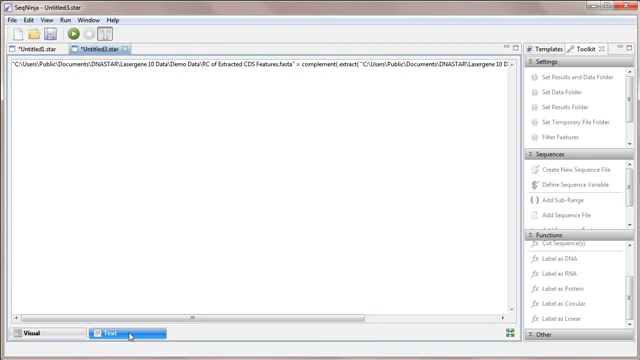 SeqNinja - Untitled3.star
File Edit View Run Window Help
*Untitled1.star *Untitled3.star
"C:\Users\Public\Documents\DNASTAR\Lasergene 10 Data\Demo Data\RC of Extracted CDS Features.fasta" = complement( extract( "C:\Users\Public\Documents\DNASTAR\Lasergene 10 D
Templates Toolkit
Settings
Set Results and Data Folder
Set Data Folder
Set Results Folder
Set Temporary File Folder
Filter Features
Sequences
Create New Sequence File
Define Sequence Variable
Add Sub-Range
Add Sequence File
Functions
Cut Sequence(s)
Label as DNA
Label as RNA
Label as Protein
Label as Circular
Label as Linear
Other
Visual Text